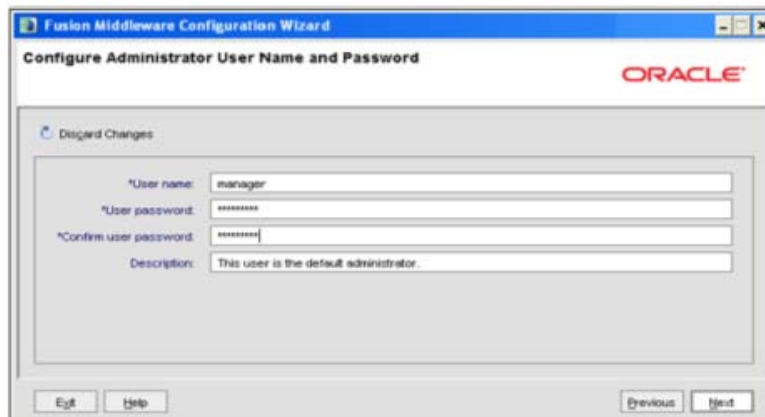 Fusion Middleware Configuration Wizard
Configure Administrator User Name and Password
ORACLE
Discard Changes
*User name: manager
*User password: *********
*Confirm user password: *********
Description: This user is the default administrator.
Exit Help Previous Next